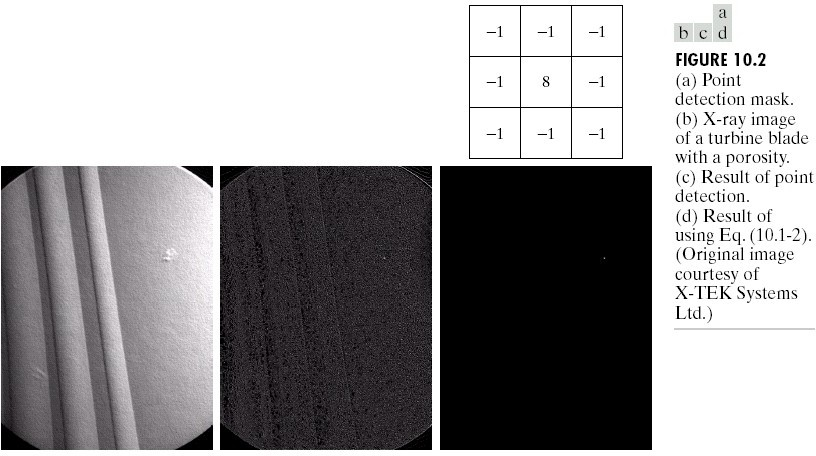 −1 −1 −1
−1 8 −1
−1 −1 −1
a
b c d
FIGURE 10.2
(a) Point
detection mask.
(b) X-ray image
of a turbine blade
with a porosity.
(c) Result of point
detection.
(d) Result of
using Eq. (10.1-2).
(Original image
courtesy of
X-TEK Systems
Ltd.)